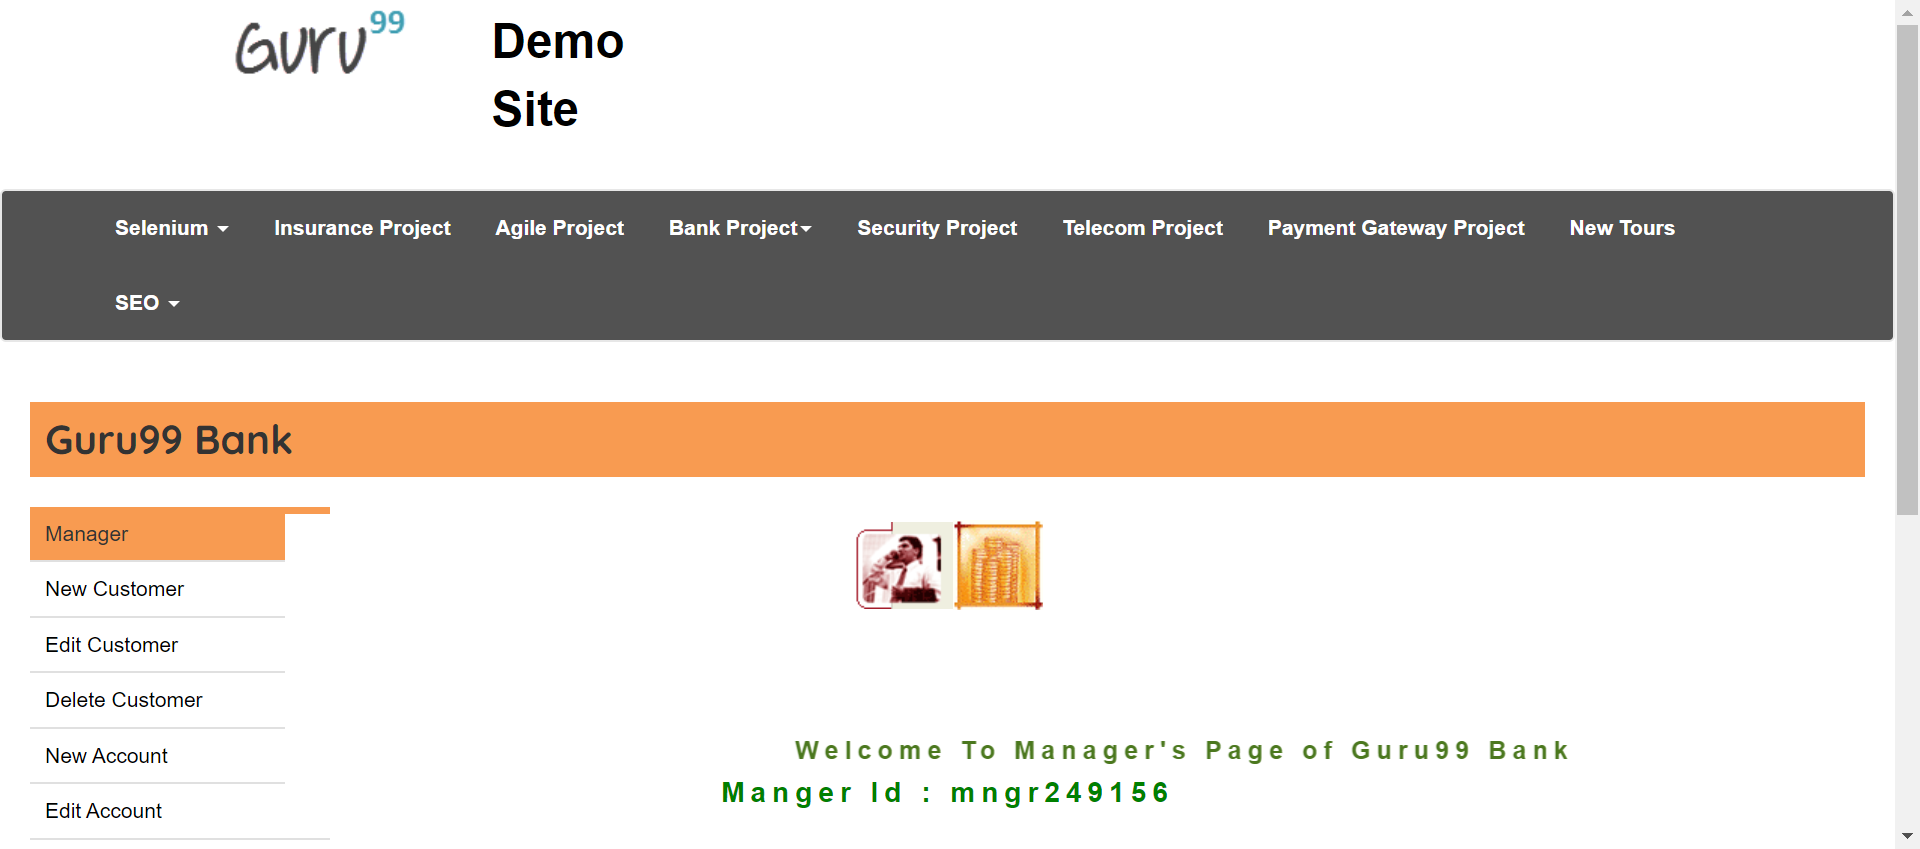 Guru99
Demo
Site
Selenium Insurance Project Agile Project Bank Project Security Project Telecom Project Payment Gateway Project New Tours
SEO
Guru99 Bank
Manager
New Customer
Edit Customer
Delete Customer
New Account
Edit Account
Welcome To Manager's Page of Guru99 Bank
Manger Id : mngr249156